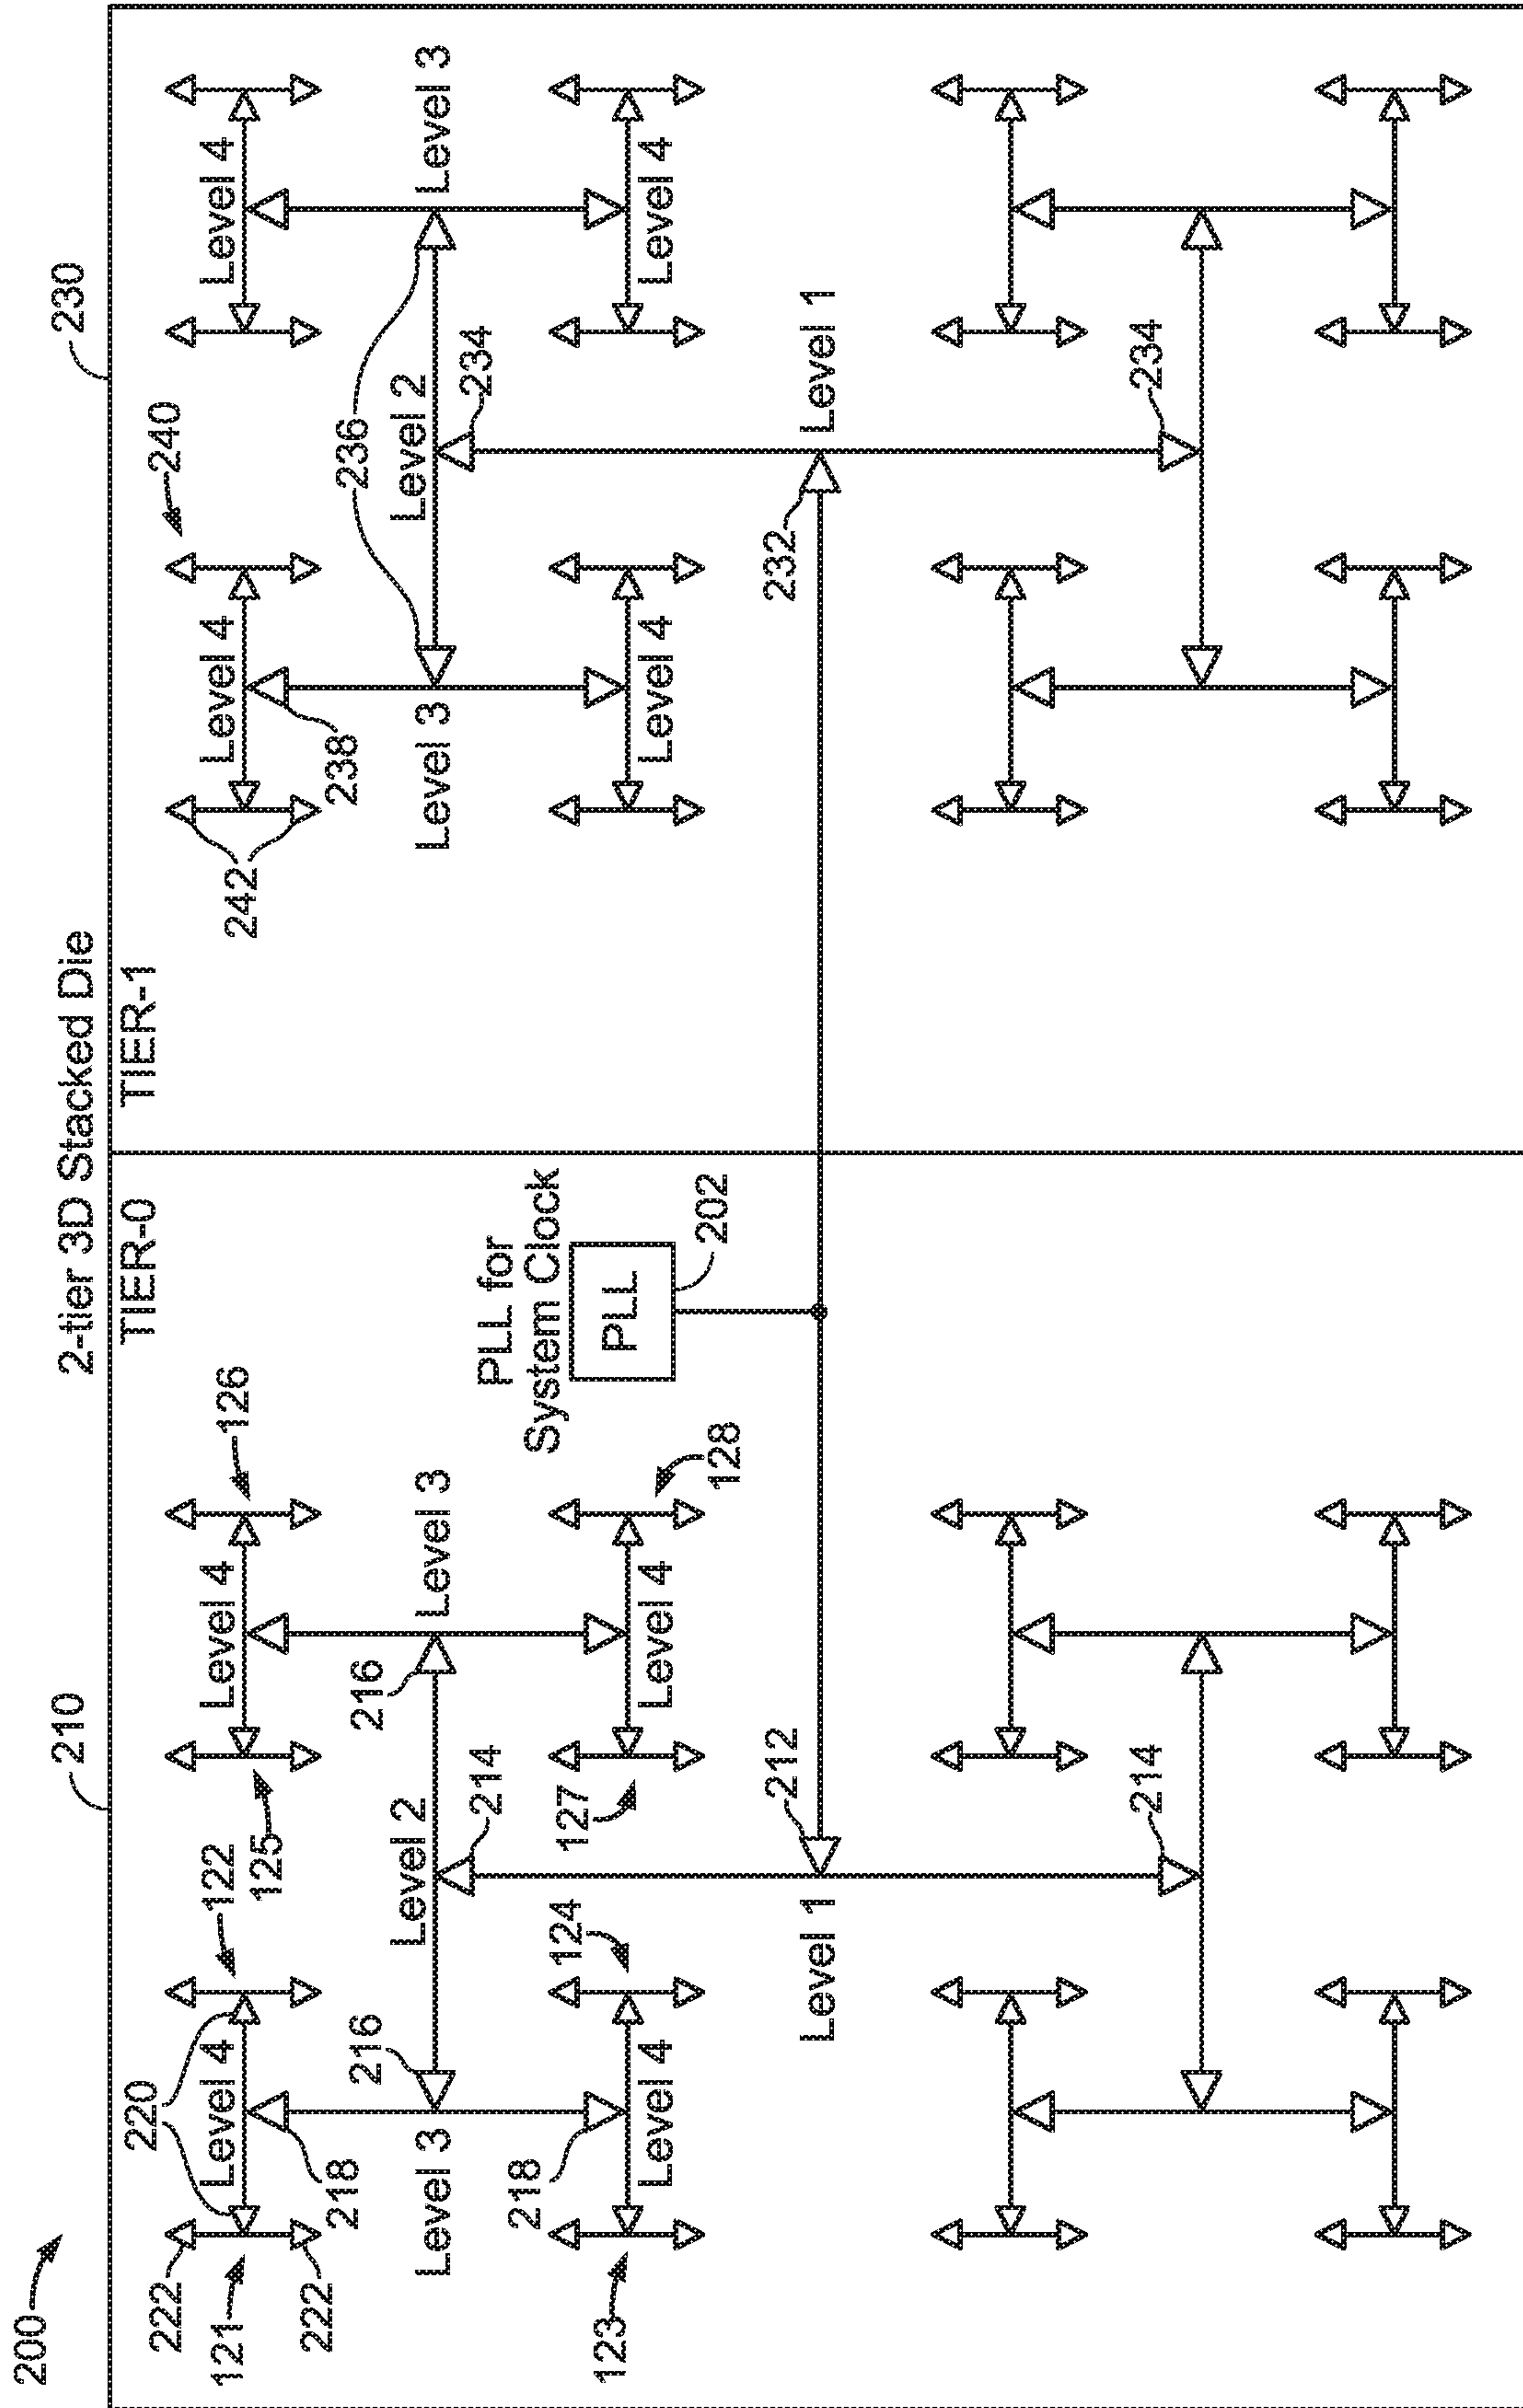 200
2-tier 3D Stacked Die
210
230
TIER-0
TIER-1
222
220
122
126
240
Level 4
Level 4
Level 4
Level 4
121
125
242
222
218
216
216
238
236
Level 3
Level 2
Level 3
Level 3
Level 2
Level 3
214
234
PLL for
System Clock
PLL
202
218
124
127
128
Level 4
Level 4
Level 4
Level 4
123
212
232
Level 1
Level 1
214
234